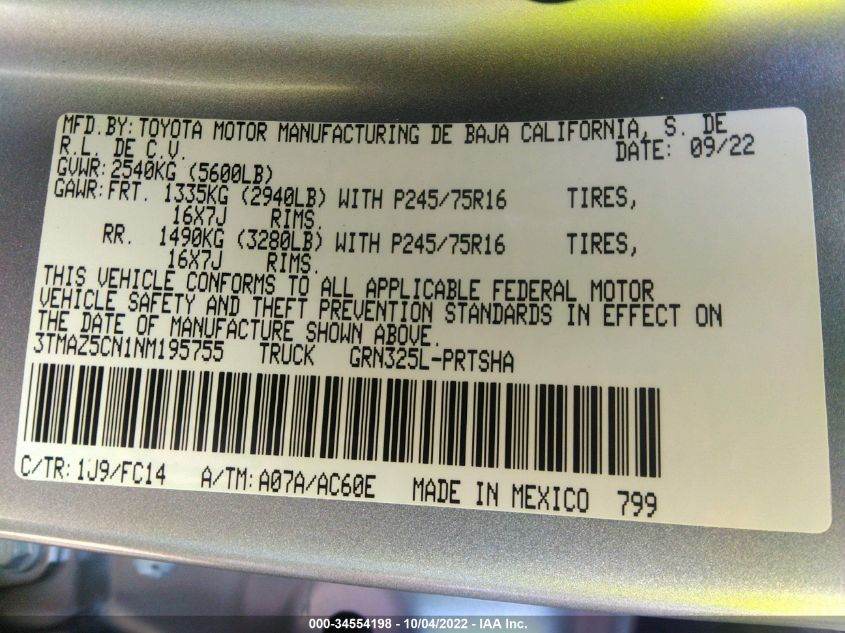 MFD.BY:TOYOTA MOTOR MANUFACTURING DE BAJA CALIFORNIA, S. DE
R.L. DE C.V. DATE: 09/22
GVWR:2540KG (5600LB)
GAWR:FRT. 1335KG (2940LB) WITH P245/75R16 TIRES,
16X7J RIMS.
RR. 1490KG (3280LB) WITH P245/75R16 TIRES,
16X7J RIMS.
THIS VEHICLE CONFORMS TO ALL APPLICABLE FEDERAL MOTOR
VEHICLE SAFETY AND THEFT PREVENTION STANDARDS IN EFFECT ON
THE DATE OF MANUFACTURE SHOWN ABOVE.
3TMAZ5CN1NM195755 TRUCK GRN325L-PRTSHA
C/TR:1J9/FC14 A/TM:A07A/AC60E MADE IN MEXICO 799
000-34554198 - 10/04/2022 - IAA Inc.